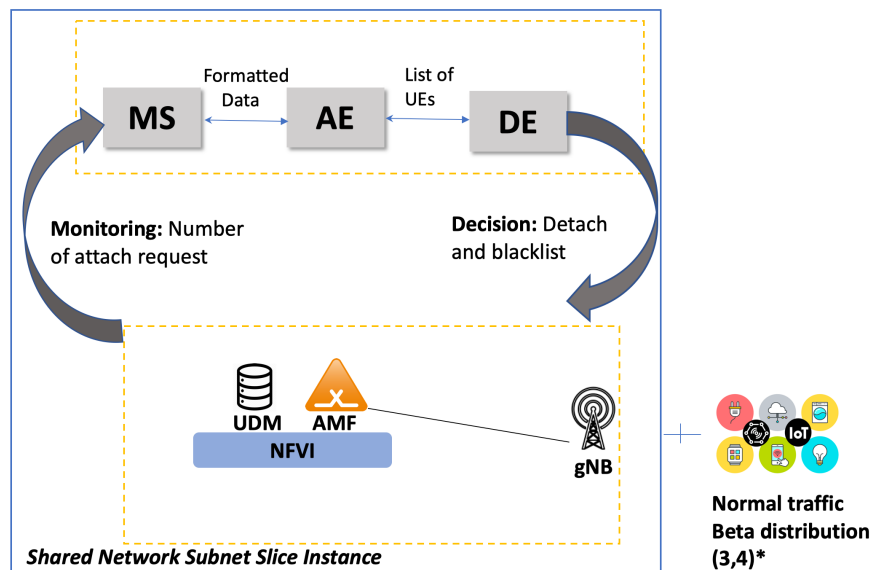 Formatted
Data
List of
UEs
MS
AE
DE
Monitoring: Number
of attach request
Decision: Detach
and blacklist
UDM
AMF
NFVI
gNB
IoT
Normal traffic
Beta distribution
(3,4)*
Shared Network Subnet Slice Instance